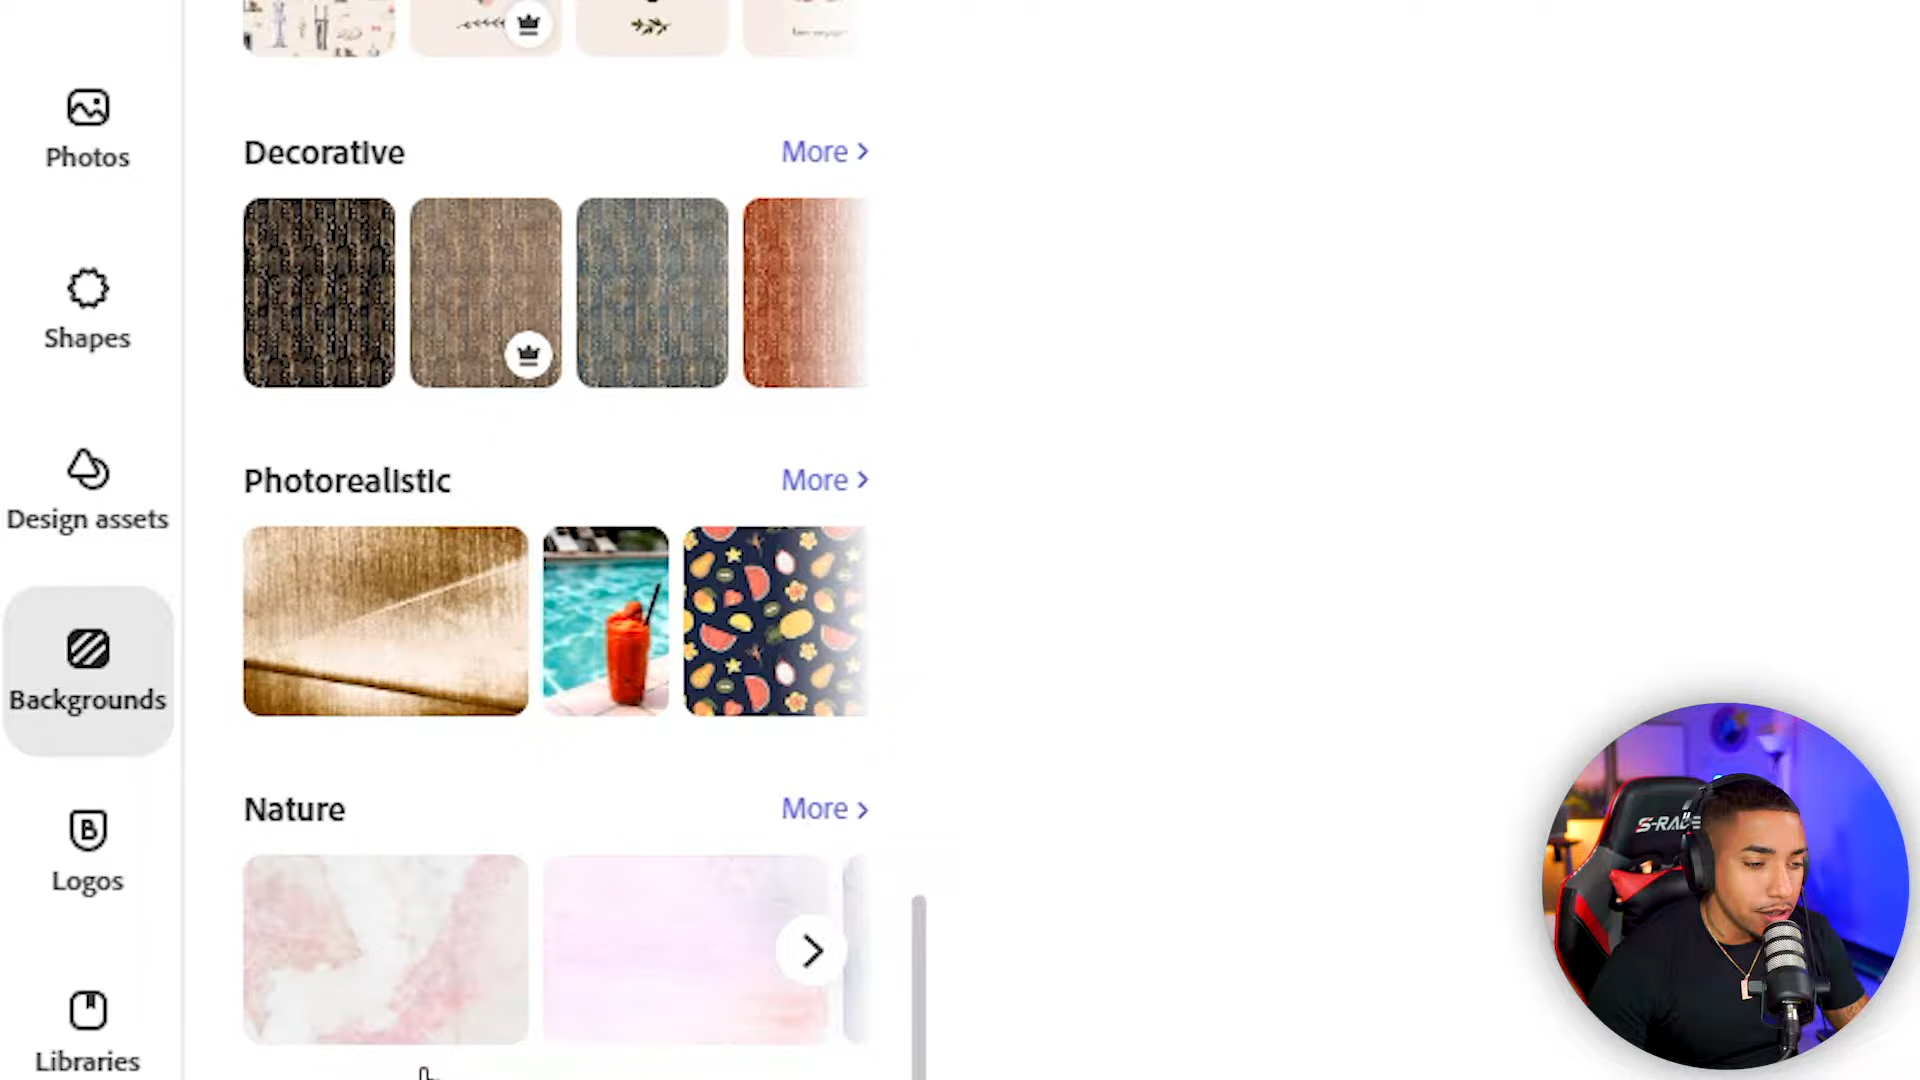 Photos
Decorative
More
Shapes
Photorealistic
More
Design assets
Backgrounds
Nature
More
B
Logos
Libraries